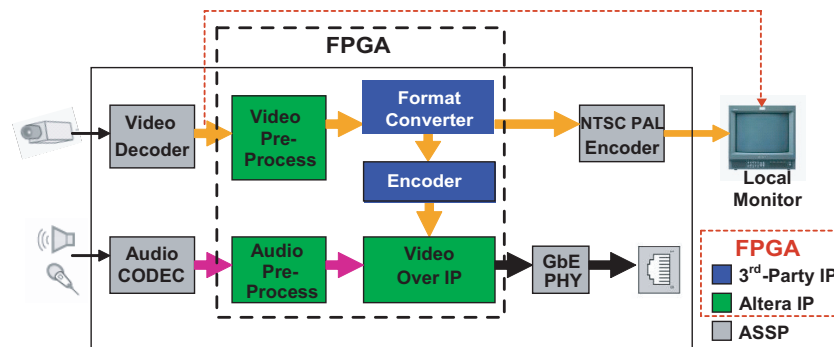 FPGA
Video
Decoder
Video
Pre-
Process
Format
Converter
NTSC PAL
Encoder
Local
Monitor
Encoder
Audio
CODEC
Audio
Pre-
Process
Video
Over IP
GbE
PHY
FPGA
3rd-Party IP
Altera IP
ASSP